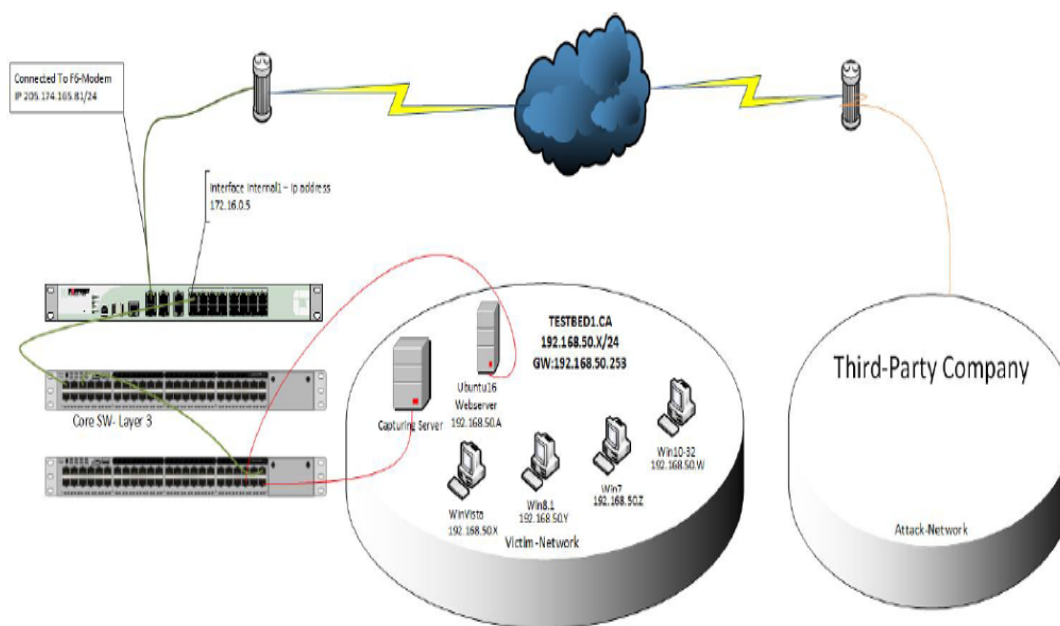 Connected To F6-Modem
IP 205.174.165.81/24
Interface Internal1 – Ip address
172.16.0.5
Core SW- Layer 3
TESTBED1.CA
192.168.50.X/24
GW:192.168.50.253
Ubuntu16
Webserver
192.168.50.A
Capturing Server
WinVista
192.168.50.X
Win8.1
192.168.50.Y
Win7
192.168.50.Z
Win10-32
192.168.50.W
Victim-Network
Third-Party Company
Attack-Network